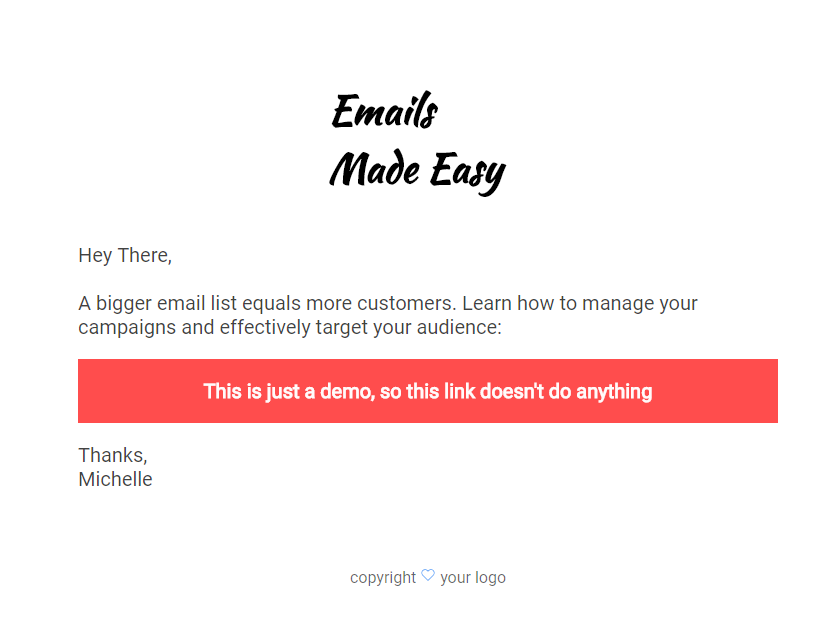 Emails
Made Easy
Hey There,
A bigger email list equals more customers. Learn how to manage your
campaigns and effectively target your audience:
This is just a demo, so this link doesn't do anything
Thanks,
Michelle
copyright ♡ your logo